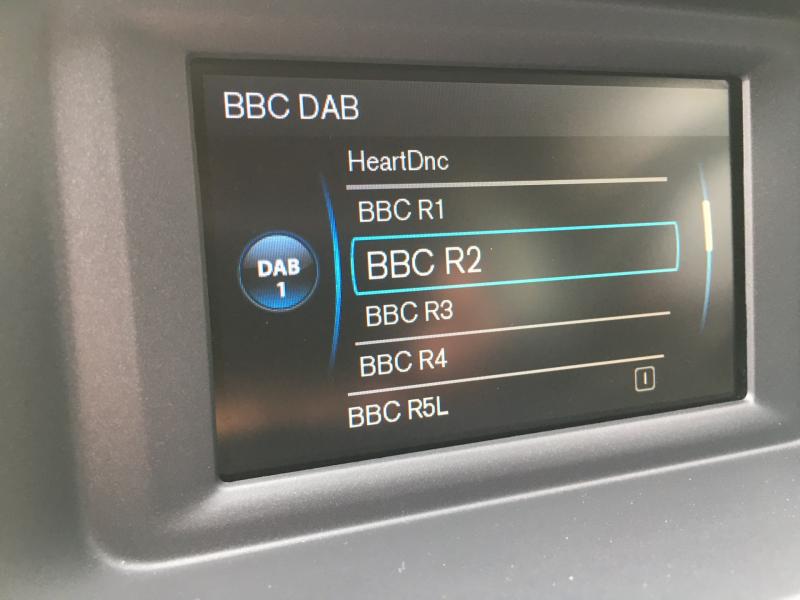 BBC DAB
HeartDnc
BBC R1
BBC R2
DAB
1
BBC R3
BBC R4
BBC R5L